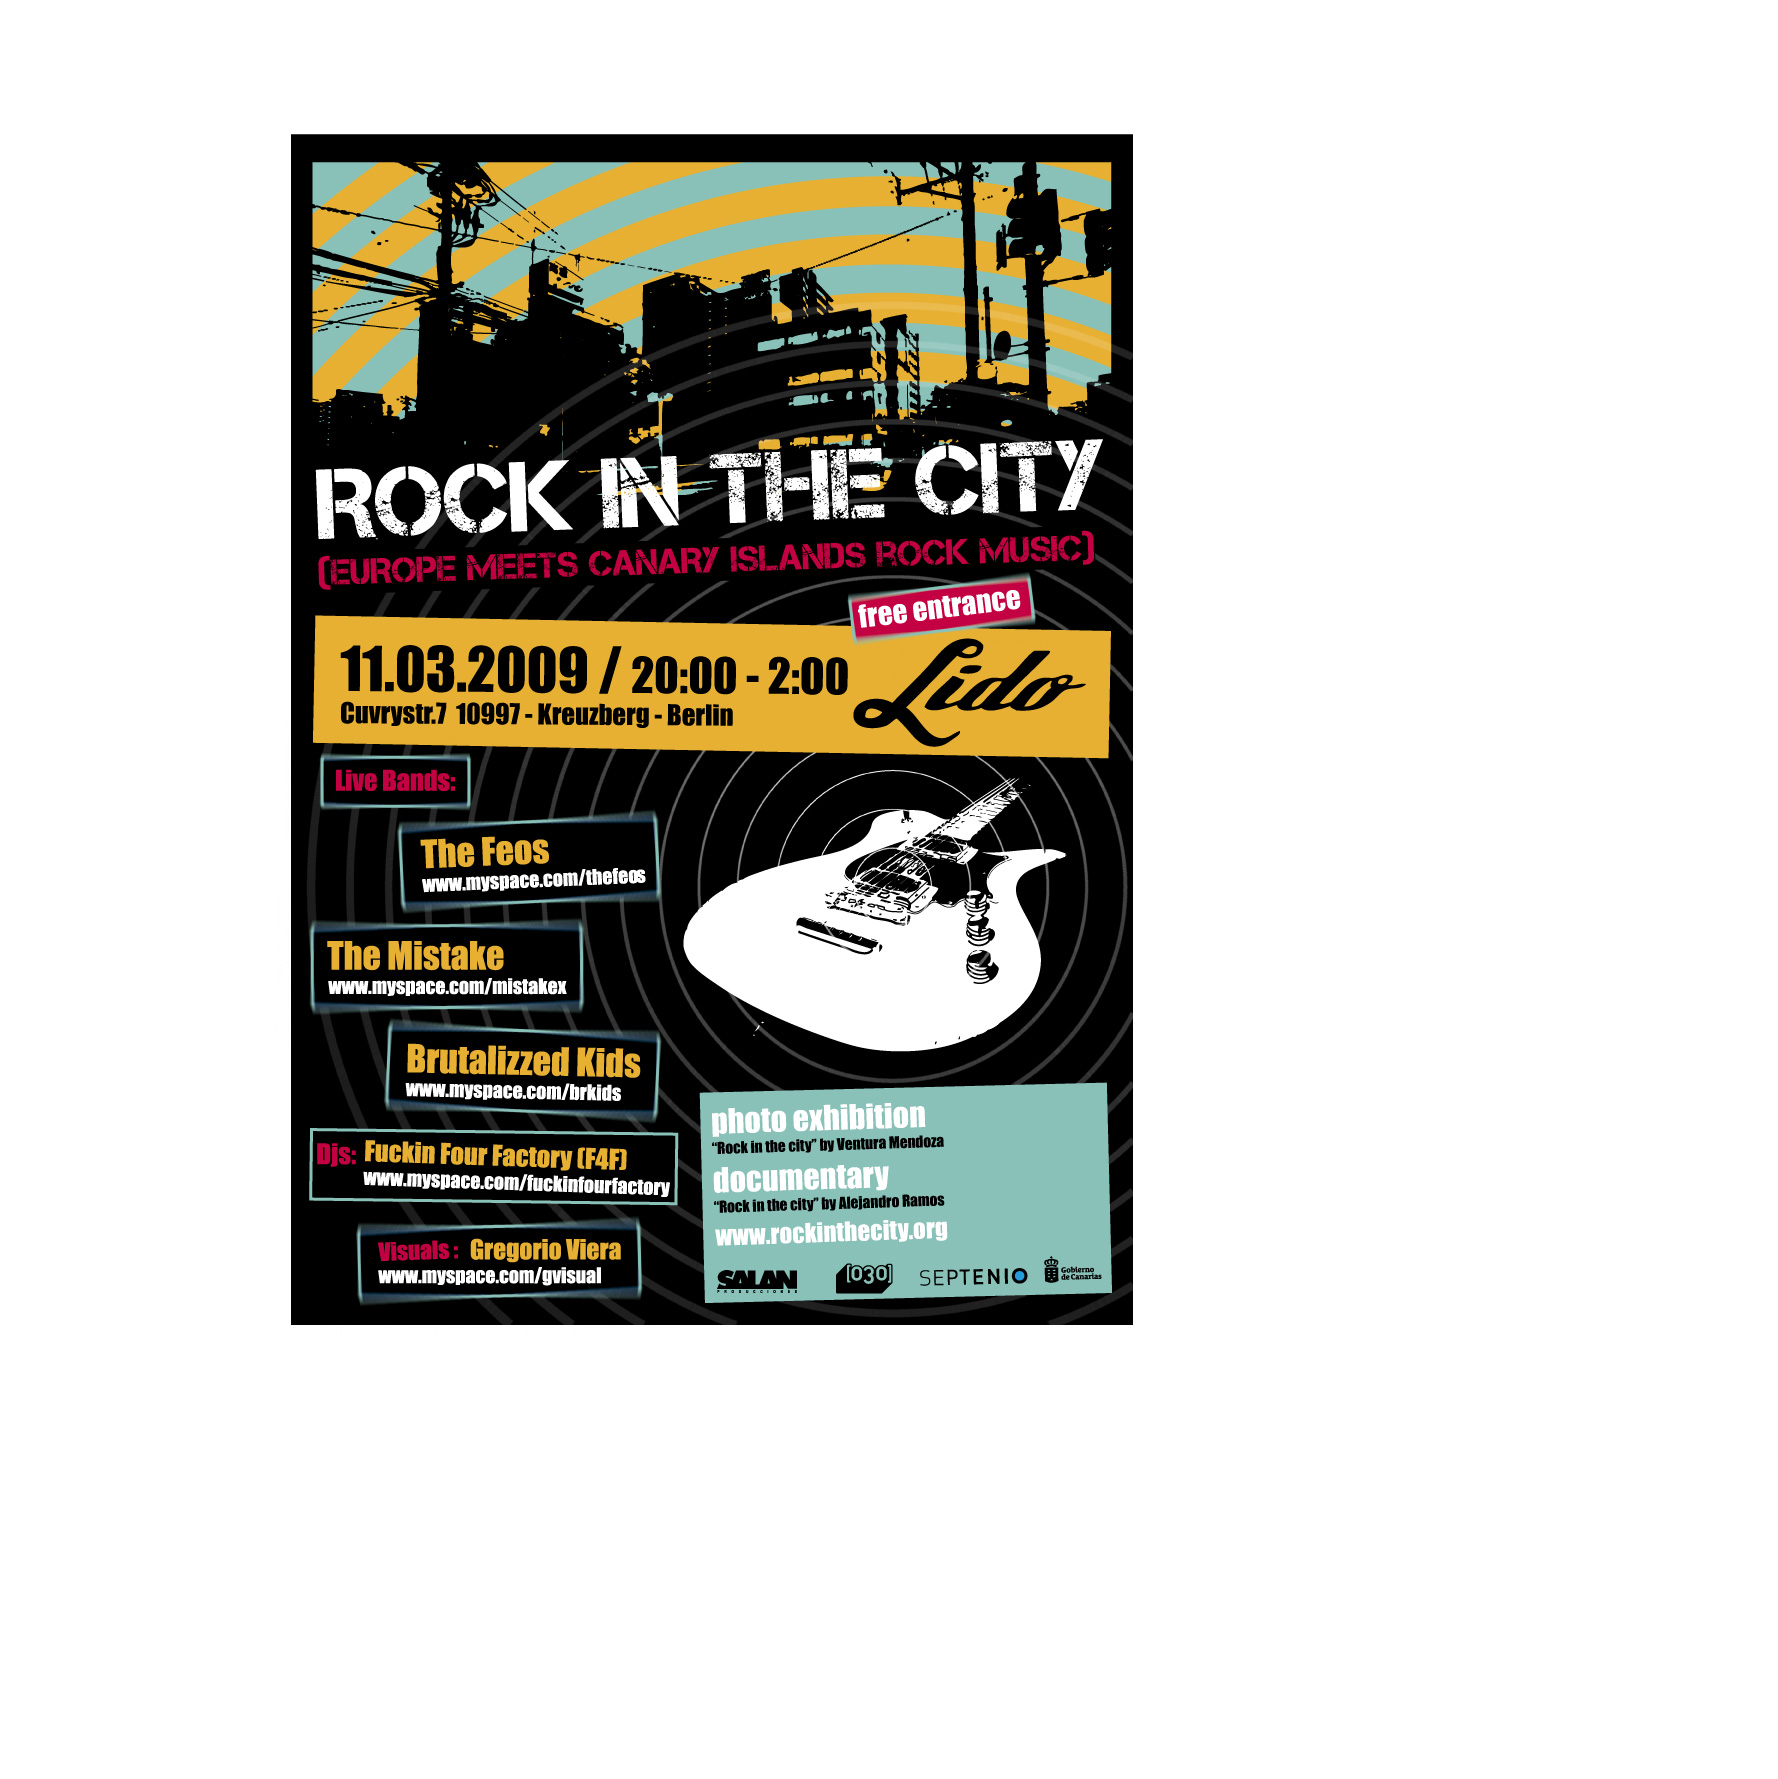 ROCK IN THE CITY
(EUROPE MEETS CANARY ISLANDS ROCK MUSIC)
free entrance
11.03.2009 / 20:00 - 2:00
Cuvrystr.7 10997 - Kreuzberg - Berlin
Lido
Live Bands:
The Feos
www.myspace.com/thefeos
The Mistake
www.myspace.com/mistakex
Brutalizzed Kids
www.myspace.com/brkids
Djs: Fuckin Four Factory (F4F)
www.myspace.com/fuckinfourfactory
Visuals : Gregorio Viera
www.myspace.com/gvisual
photo exhibition
“Rock in the city” by Ventura Mendoza
documentary
“Rock in the city” by Alejandro Ramos
www.rockinthecity.org
SALAN
PRODUCCIONES
[030]
SEPTENIO
Gobierno
de Canarias